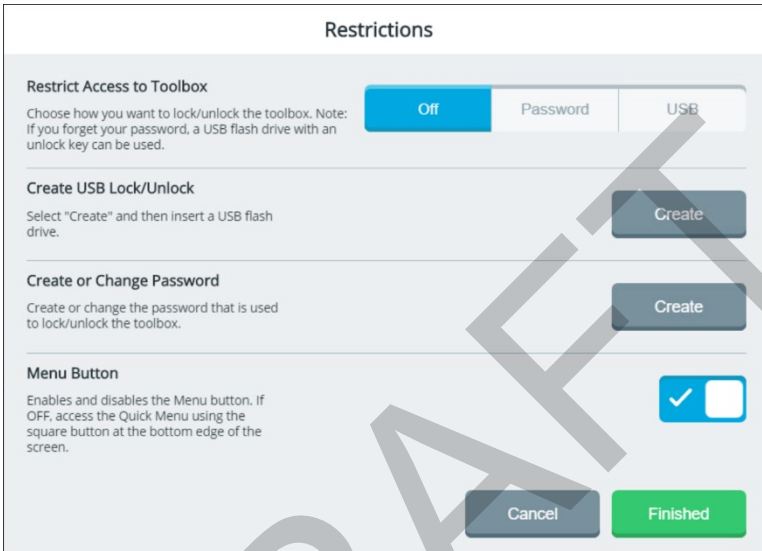 Restrictions
Restrict Access to Toolbox
Choose how you want to lock/unlock the toolbox. Note:
If you forget your password, a USB flash drive with an
unlock key can be used.
Off Password USB
Create USB Lock/Unlock
Select "Create" and then insert a USB flash
drive.
Create
Create or Change Password
Create or change the password that is used
to lock/unlock the toolbox.
Create
Menu Button
Enables and disables the Menu button. If
OFF, access the Quick Menu using the
square button at the bottom edge of the
screen.
Cancel Finished
RAFT